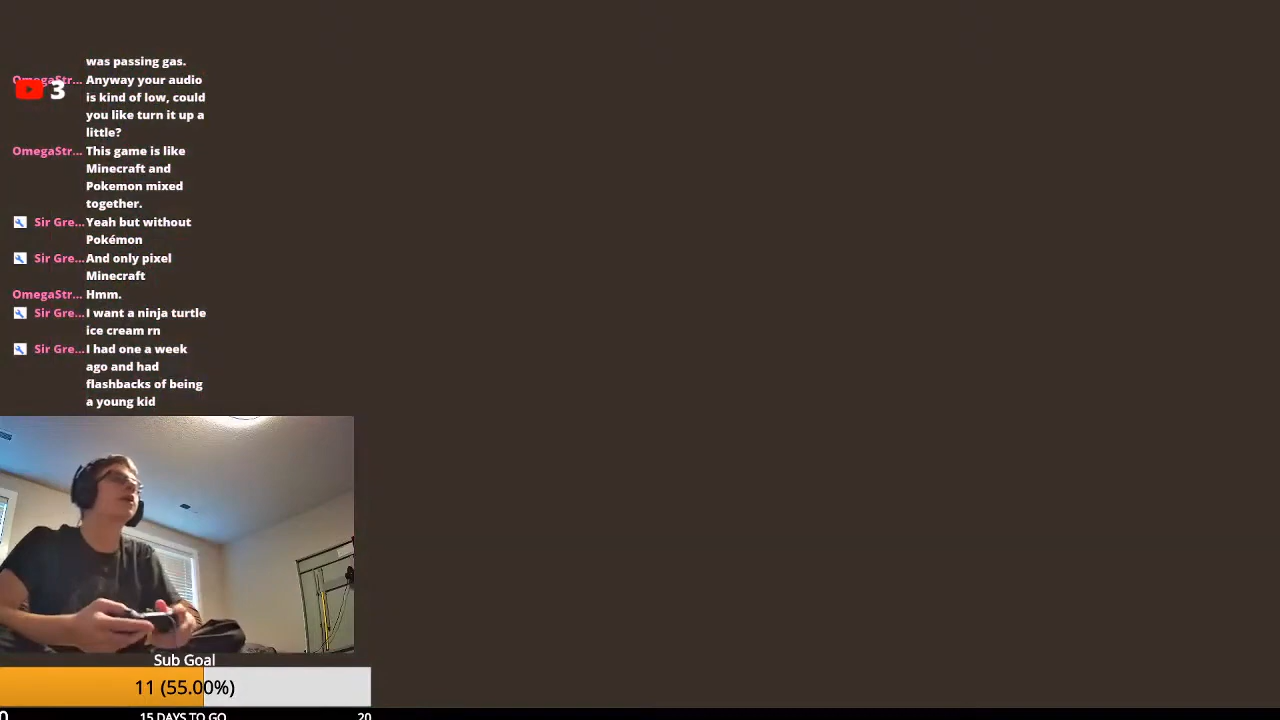 was passing gas.
OmegaStr... Anyway your audio
is kind of low, could
you like turn it up a
little?
3
OmegaStr... This game is like
Minecraft and
Pokemon mixed
together.
Sir Gre... Yeah but without
Pokémon
Sir Gre... And only pixel
Minecraft
OmegaStr... Hmm.
Sir Gre... I want a ninja turtle
ice cream rn
Sir Gre... I had one a week
ago and had
flashbacks of being
a young kid
Sub Goal
11 (55.00%)
0 15 DAYS TO GO 20